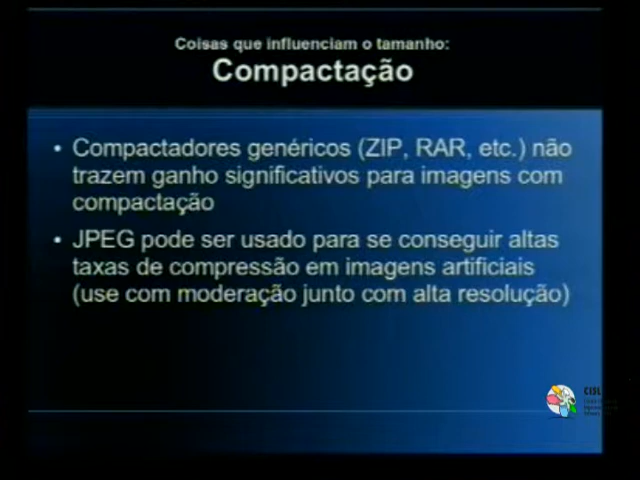 Coisas que influenciam o tamanho:
Compactação
• Compactadores genéricos (ZIP, RAR, etc.) não
trazem ganho significativos para imagens com
compactação
• JPEG pode ser usado para se conseguir altas
taxas de compressão em imagens artificiais
(use com moderação junto com alta resolução)
CISL